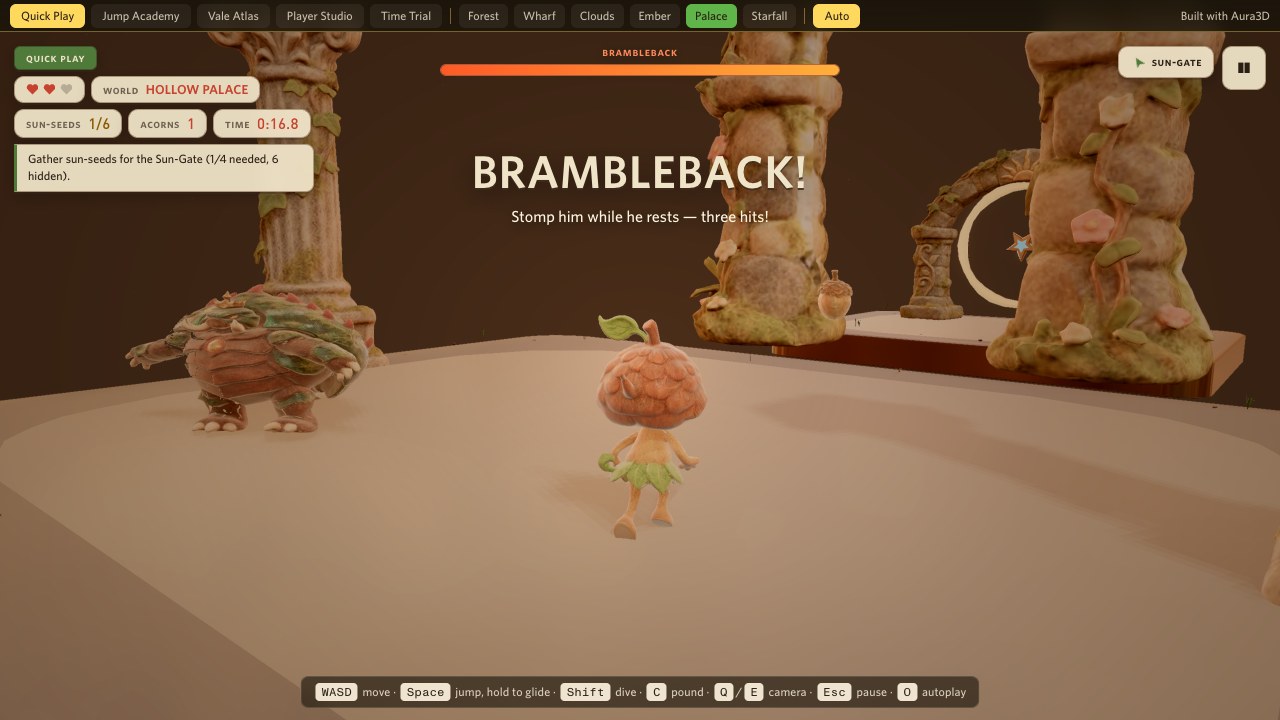 Quick Play Jump Academy Vale Atlas Player Studio Time Trial Forest Wharf Clouds Ember Palace Starfall Auto Built with Aura3D
QUICK PLAY
BRAMBLEBACK
SUN-GATE
WORLD HOLLOW PALACE
SUN-SEEDS 1/6 ACORNS 1 TIME 0:16.8
Gather sun-seeds for the Sun-Gate (1/4 needed, 6
hidden).
BRAMBLEBACK!
Stomp him while he rests — three hits!
WASD move · Space jump, hold to glide · Shift dive · C pound · Q / E camera · Esc pause · O autoplay